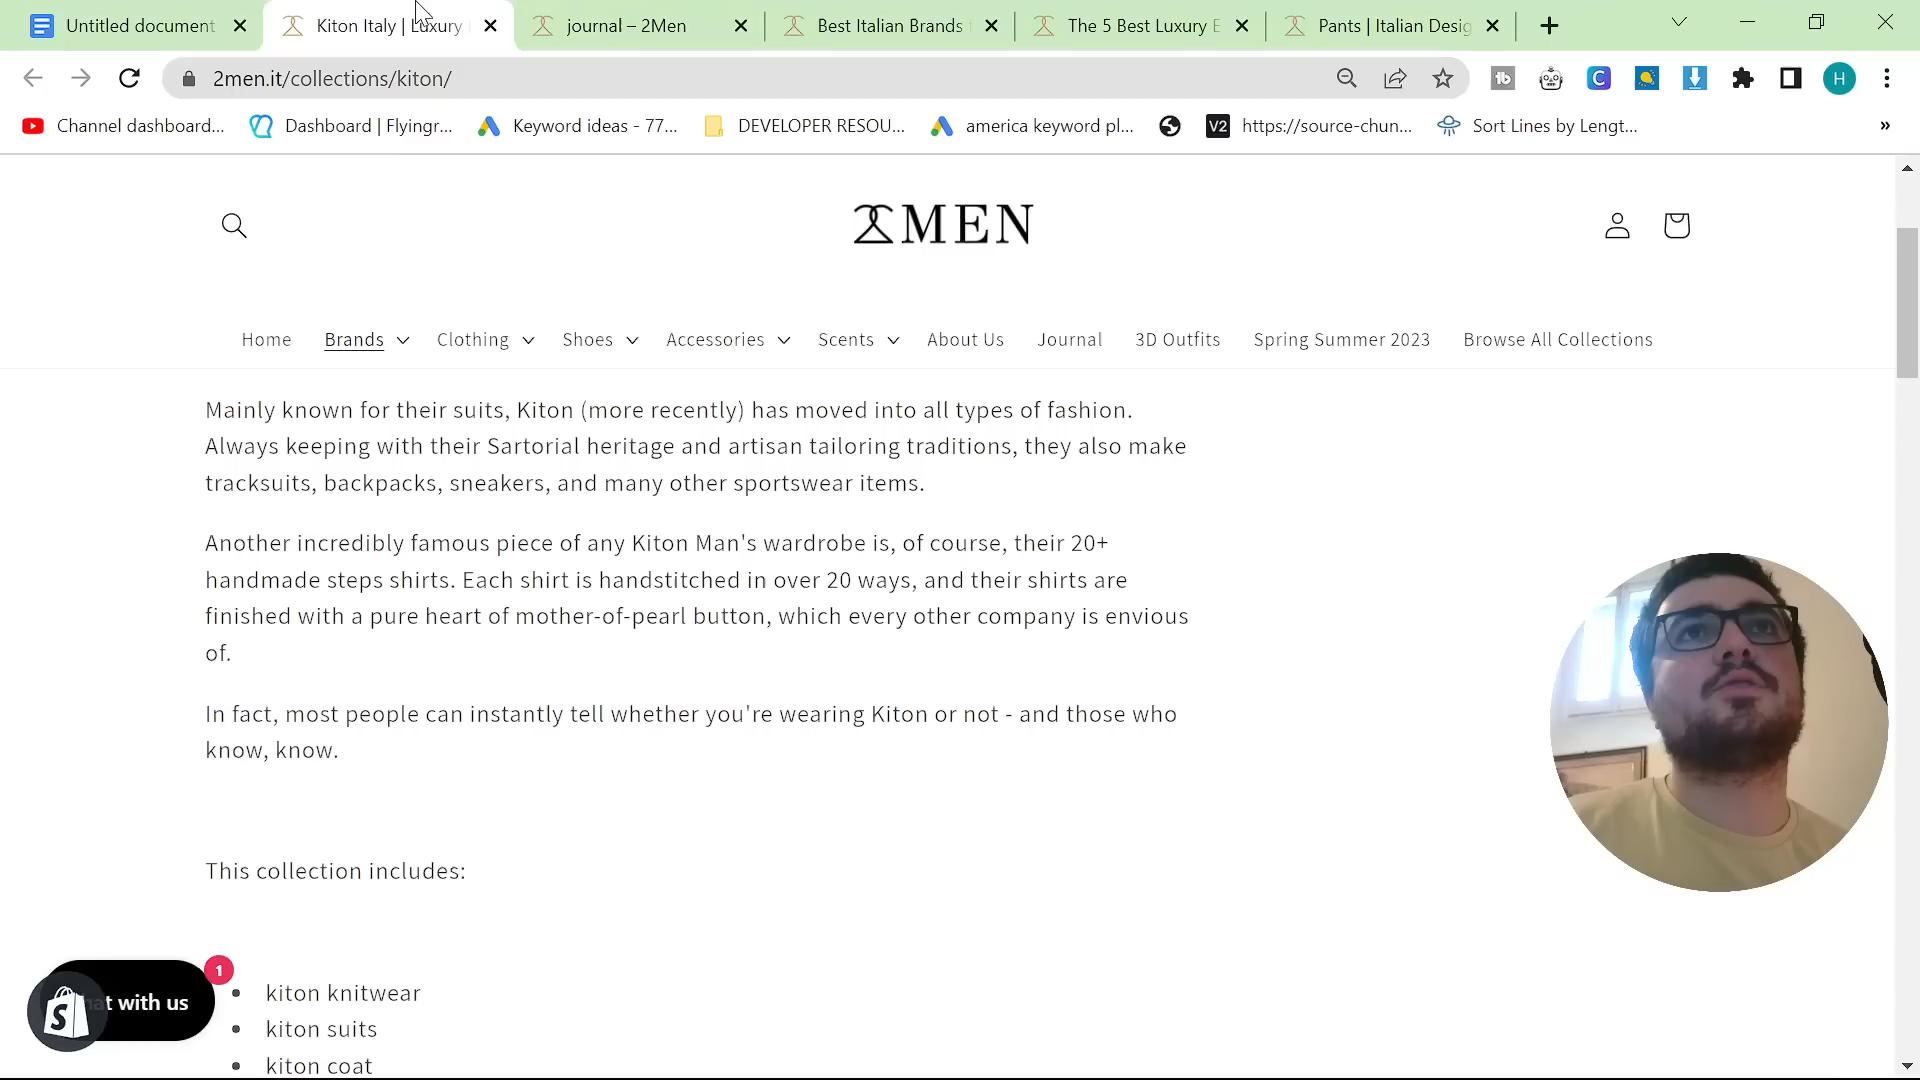 Untitled document
Kiton Italy | Luxury
journal – 2Men
Best Italian Brands
The 5 Best Luxury E
Pants | Italian Desig
2men.it/collections/kiton/
H
Channel dashboard...
Dashboard | Flyingr...
Keyword ideas - 77...
DEVELOPER RESOU...
america keyword pl...
V2
https://source-chun...
Sort Lines by Lengt...
»
2MEN
Home
Brands
Clothing
Shoes
Accessories
Scents
About Us
Journal
3D Outfits
Spring Summer 2023
Browse All Collections
Mainly known for their suits, Kiton (more recently) has moved into all types of fashion.
Always keeping with their Sartorial heritage and artisan tailoring traditions, they also make
tracksuits, backpacks, sneakers, and many other sportswear items.
Another incredibly famous piece of any Kiton Man's wardrobe is, of course, their 20+
handmade steps shirts. Each shirt is handstitched in over 20 ways, and their shirts are
finished with a pure heart of mother-of-pearl button, which every other company is envious
of.
In fact, most people can instantly tell whether you're wearing Kiton or not - and those who
know, know.
This collection includes:
1
at with us
• kiton knitwear
• kiton suits
• kiton coat